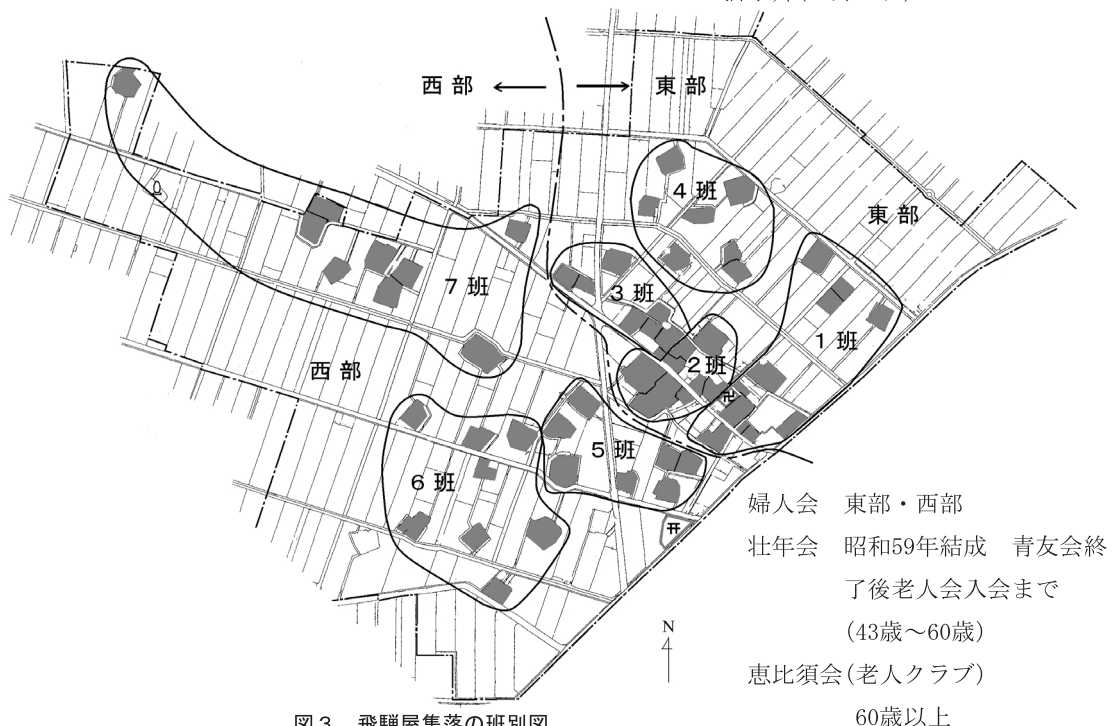 西部
東部
4班
東部
3班
7班
1班
2班
西部
5班
6班
婦人会 東部・西部
壮年会 昭和59年結成 青友会終
了後老人会入会まで
(43歳～60歳)
N
恵比須会(老人クラブ)
60歳以上
図3 飛騨屋集落の班別図